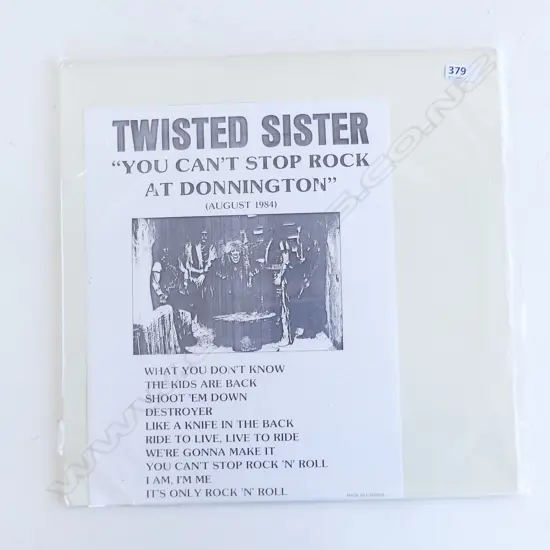 379
TWISTED SISTER
"YOU CAN'T STOP ROCK
AT DONNINGTON"
(AUGUST 1984)
WHAT YOU DON'T KNOW
THE KIDS ARE BACK
SHOOT 'EM DOWN
DESTROYER
LIKE A KNIFE IN THE BACK
RIDE TO LIVE, LIVE TO RIDE
WE'RE GONNA MAKE IT
YOU CAN'T STOP ROCK 'N' ROLL
I AM, I'M ME
IT'S ONLY ROCK 'N' ROLL